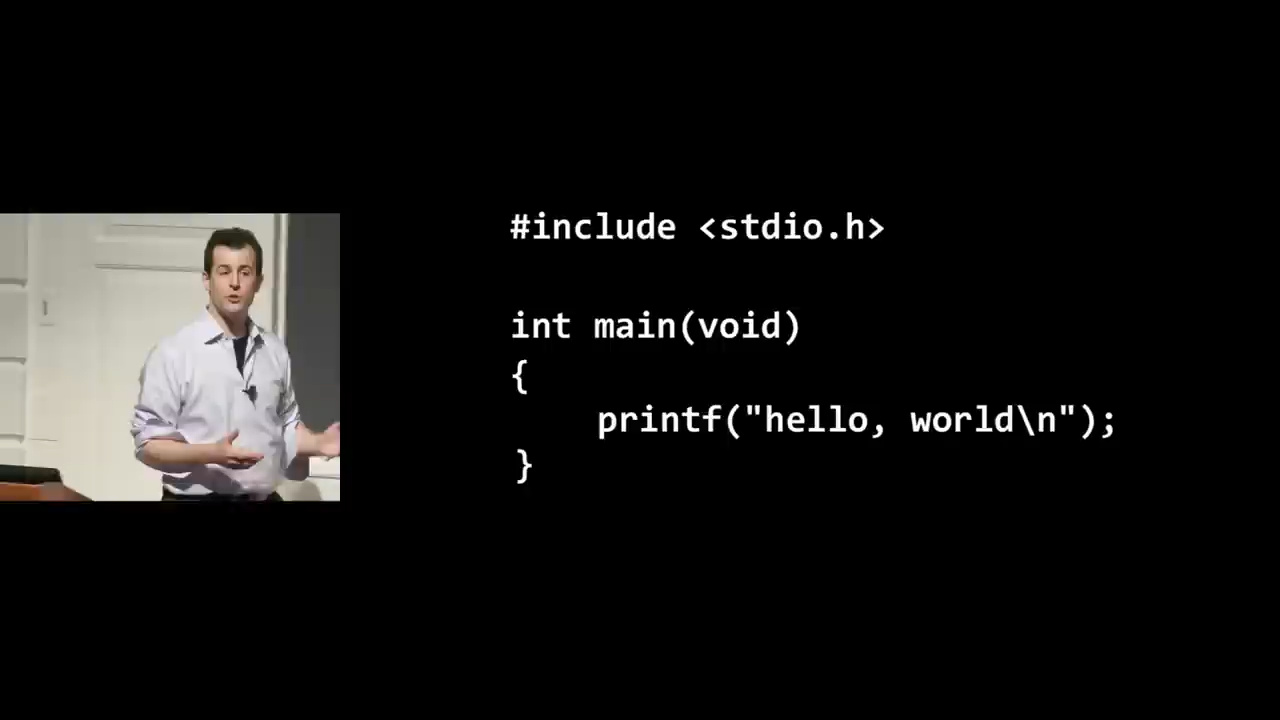 #include <stdio.h>
int main(void)
{
    printf("hello, world\n");
}